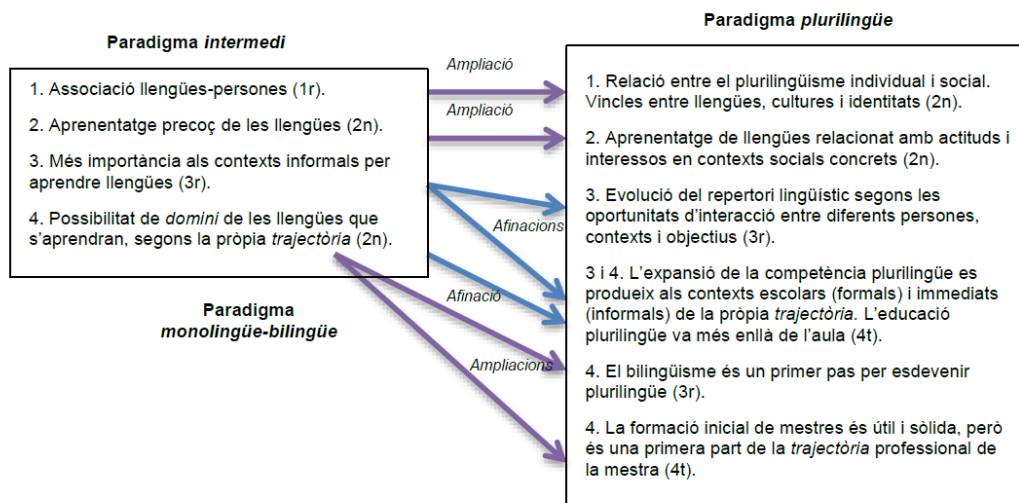 Paradigma intermedi
1. Associació llengües-persones (1r).
2. Aprenentatge precoç de les llengües (2n).
3. Més importància als contexts informals per
aprendre llengües (3r).
4. Possibilitat de domini de les llengües que
s’aprendran, segons la pròpia trajectòria (2n).
Paradigma
monolingüe-bilingüe
Ampliació
Ampliació
Afinacions
Afinació
Ampliacions
Paradigma plurilingüe
1. Relació entre el plurilingüisme individual i social.
Vincles entre llengües, cultures i identitats (2n).
2. Aprenentatge de llengües relacionat amb actituds i
interessos en contexts socials concrets (2n).
3. Evolució del repertori lingüístic segons les
oportunitats d’interacció entre diferents persones,
contexts i objectius (3r).
3 i 4. L’expansió de la competència plurilingüe es
produeix als contexts escolars (formals) i immediats
(informals) de la pròpia trajectòria. L’educació
plurilingüe va més enllà de l’aula (4t).
4. El bilingüisme és un primer pas per esdevenir
plurilingüe (3r).
4. La formació inicial de mestres és útil i sòlida, però
és una primera part de la trajectòria professional de
la mestra (4t).